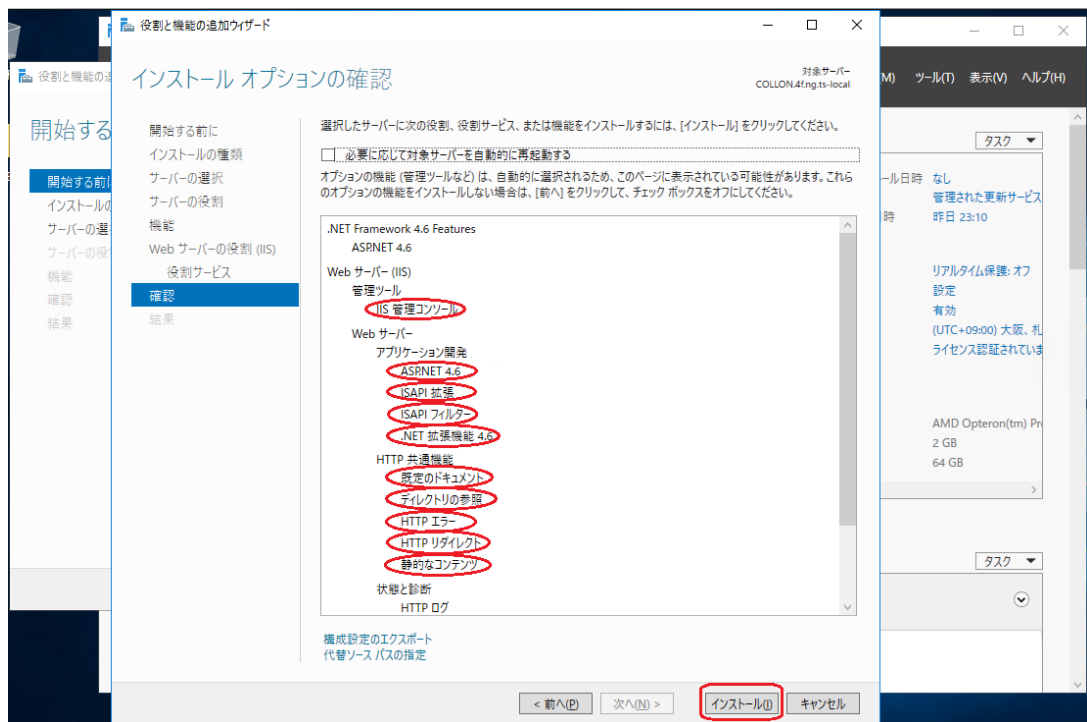 役割と機能の追加ウィザード
インストール オプションの確認
対象サーバー
COLLON.4f.ng.ts-local
開始する前に
インストールの種類
サーバーの選択
サーバーの役割
機能
Web サーバーの役割 (IIS)
役割サービス
確認
結果
選択したサーバーに次の役割、役割サービス、または機能をインストールするには、[インストール] をクリックしてください。
必要に応じて対象サーバーを自動的に再起動する
オプションの機能 (管理ツールなど) は、自動的に選択されるため、このページに表示されている可能性があります。これら
のオプションの機能をインストールしない場合は、[前へ] をクリックして、チェック ボックスをオフにしてください。
.NET Framework 4.6 Features
ASP.NET 4.6
Web サーバー (IIS)
管理ツール
IIS 管理コンソール
Web サーバー
アプリケーション開発
ASP.NET 4.6
ISAPI 拡張
ISAPI フィルター
.NET 拡張機能 4.6
HTTP 共通機能
既定のドキュメント
ディレクトリの参照
HTTP エラー
HTTP リダイレクト
静的なコンテンツ
状態と診断
HTTP ログ
構成設定のエクスポート
代替ソース パスの指定
< 前へ(P)
次へ(N) >
インストール(I)
キャンセル
役割と機能の追
開始する
開始する前に
インストールの
サーバーの選
サーバーの役
機能
確認
結果
(M) ツール(T) 表示(V) ヘルプ(H)
タスク
ール日時 なし
管理された更新サービス
時 昨日 23:10
リアルタイム保護: オフ
設定
有効
(UTC+09:00) 大阪、札
ライセンス認証されていま
AMD Opteron(tm) Pr
2 GB
64 GB
タスク